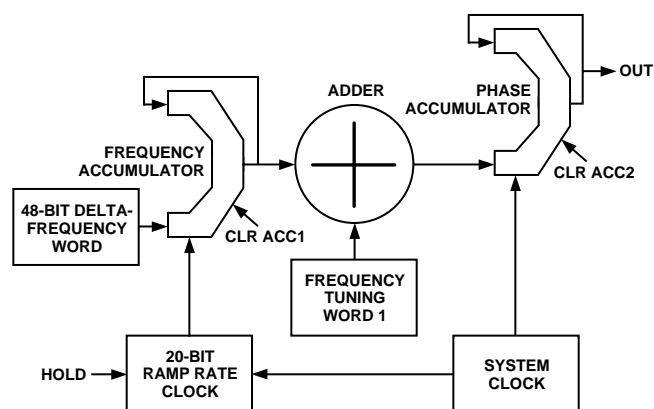 OUT
ADDER
PHASE
ACCUMULATOR
FREQUENCY
ACCUMULATOR
CLR ACC2
48-BIT DELTA-
FREQUENCY
WORD
CLR ACC1
FREQUENCY
TUNING
WORD 1
HOLD
20-BIT
RAMP RATE
CLOCK
SYSTEM
CLOCK